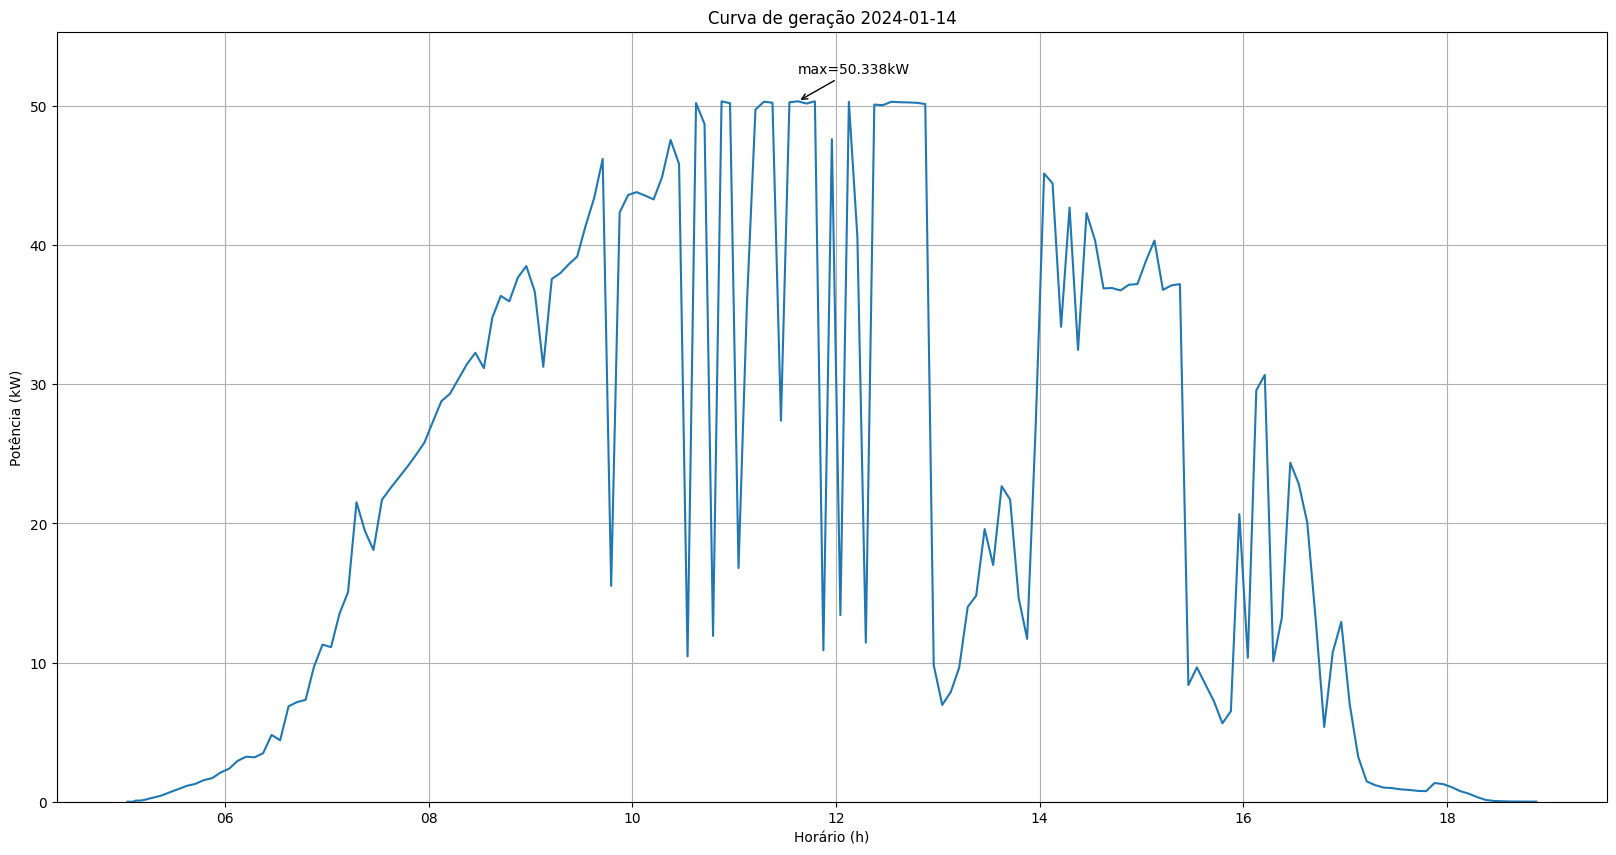 Curva de geração 2024-01-14
max=50.338kW
50
40
30
20
10
0
Potência (kW)
06 08 10 12 14 16 18
Horário (h)